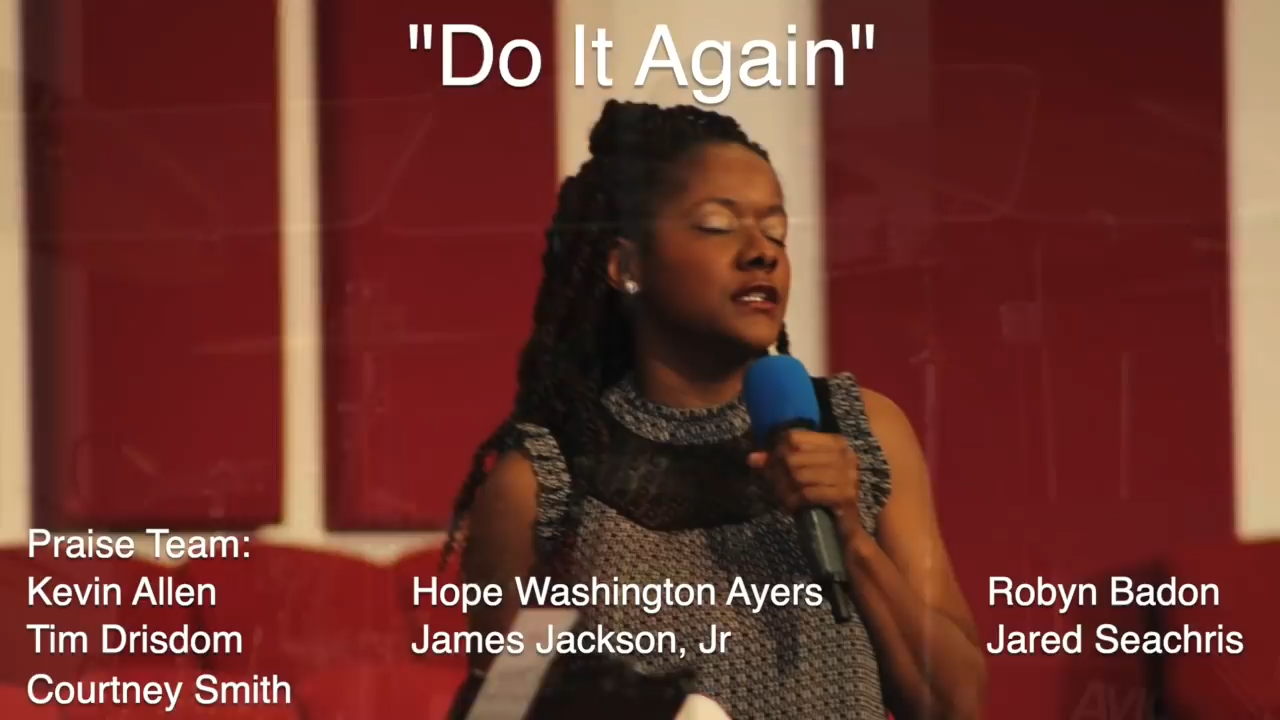 "Do It Again"
Praise Team:
Kevin Allen Hope Washington Ayers Robyn Badon
Tim Drisdom James Jackson, Jr Jared Seachris
Courtney Smith